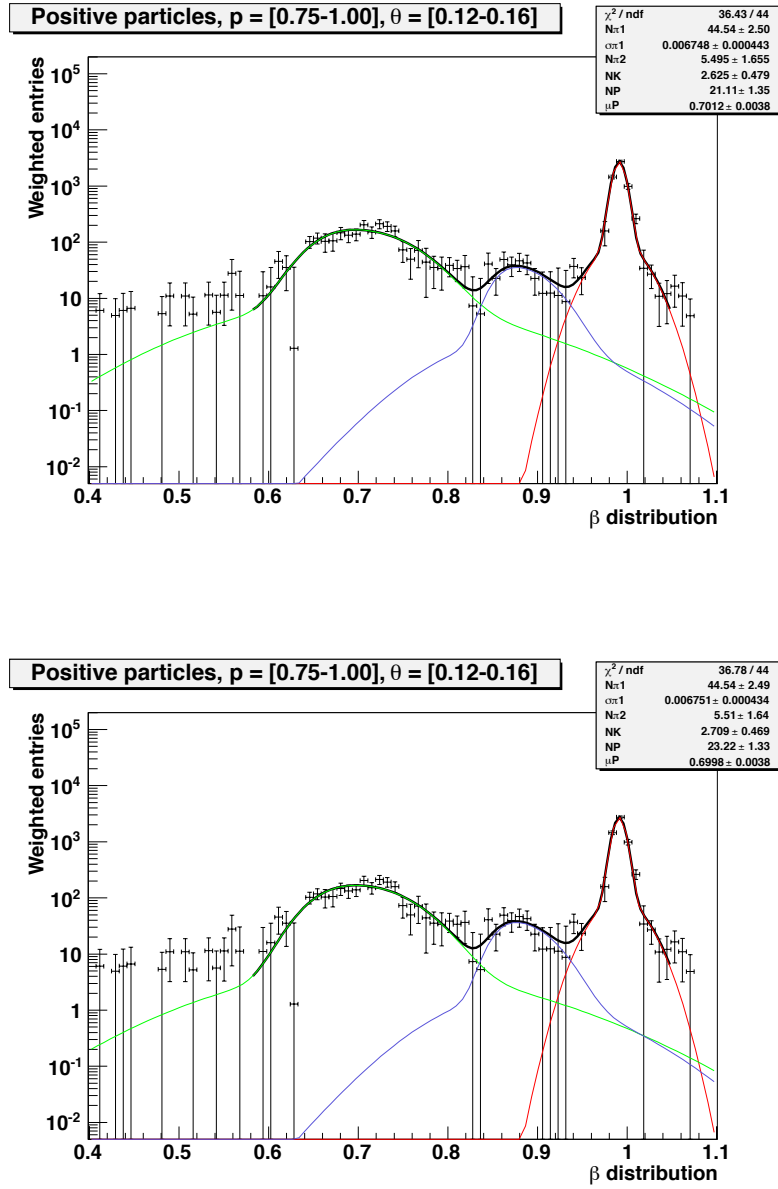 Positive particles, p = [0.75-1.00], θ = [0.12-0.16]
χ² / ndf 36.43 / 44
Nπ1 44.54 ± 2.50
σπ1 0.006748 ± 0.000443
Nπ2 5.495 ± 1.655
NK 2.625 ± 0.479
NP 21.11 ± 1.35
μP 0.7012 ± 0.0038
Weighted entries
10⁵
10⁴
10³
10²
10
1
10⁻¹
10⁻²
0.4 0.5 0.6 0.7 0.8 0.9 1 1.1
β distribution
Positive particles, p = [0.75-1.00], θ = [0.12-0.16]
χ² / ndf 36.78 / 44
Nπ1 44.54 ± 2.49
σπ1 0.006751 ± 0.000434
Nπ2 5.51 ± 1.64
NK 2.709 ± 0.469
NP 23.22 ± 1.33
μP 0.6998 ± 0.0038
Weighted entries
10⁵
10⁴
10³
10²
10
1
10⁻¹
10⁻²
0.4 0.5 0.6 0.7 0.8 0.9 1 1.1
β distribution